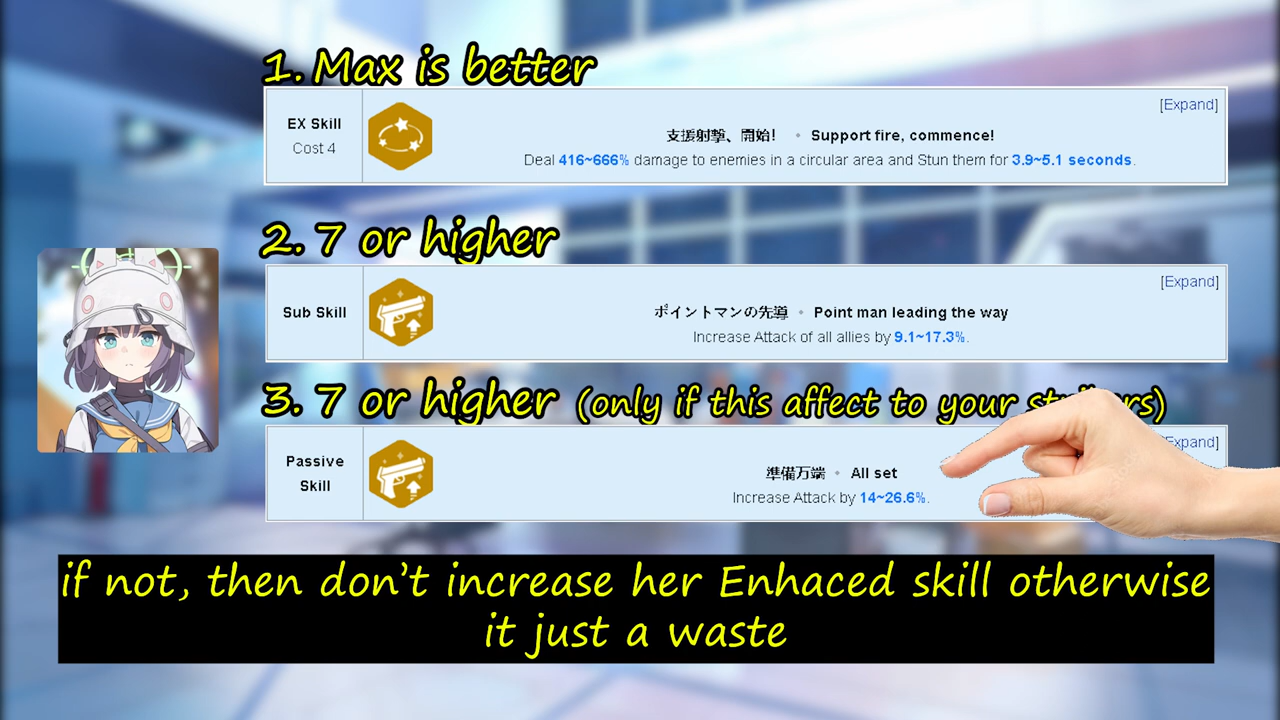 1. Max is better
[Expand]
EX Skill
Cost 4
支援射撃、開始! • Support fire, commence!
Deal 416~666% damage to enemies in a circular area and Stun them for 3.9~5.1 seconds.
2. 7 or higher
[Expand]
Sub Skill
ポイントマンの先導 • Point man leading the way
Increase Attack of all allies by 9.1~17.3%.
3. 7 or higher (only if this affect to your
Expand]
Passive
Skill
準備万端 • All set
Increase Attack by 14~26.6%.
if not, then don't increase her Enhaced skill otherwise
it just a waste